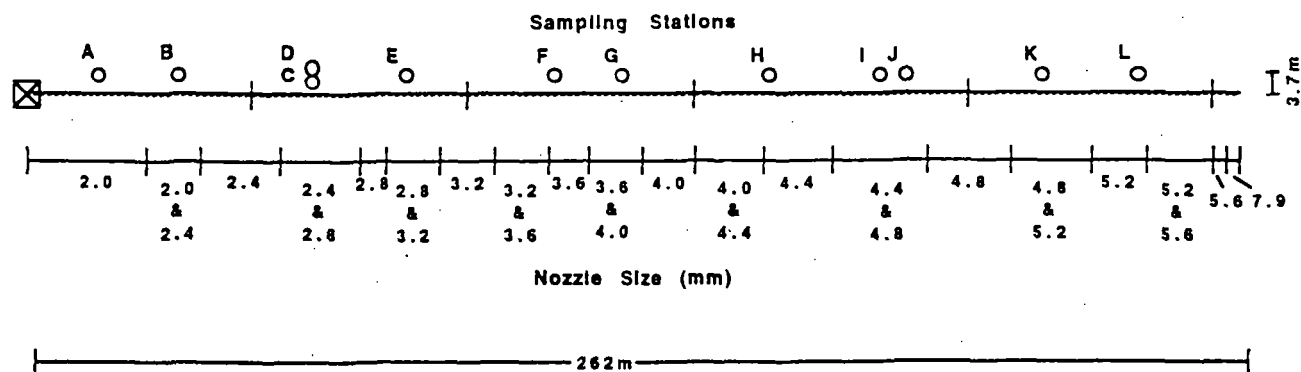 Sampling Stations
A B D E F G H I J K L
C
3.7m
2.0 2.0 2.4 2.4 2.8 2.8 3.2 3.2 3.6 3.6 4.0 4.0 4.4 4.4 4.8 4.8 5.2 5.2 5.6 7.9
& & & & & & & &
2.4 2.8 3.2 3.6 4.0 4.4 4.8 5.2 5.6
Nozzle Size (mm)
262m